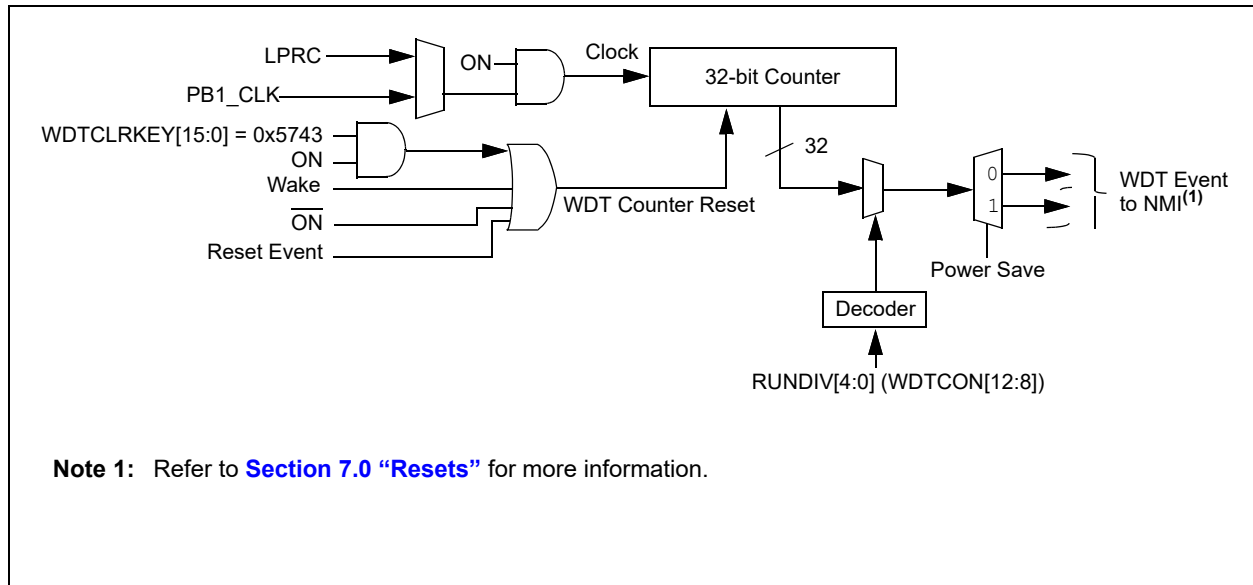 LPRC
ON
Clock
32-bit Counter
PB1_CLK
WDTCLRKEY[15:0] = 0x5743
ON
Wake
ON
Reset Event
WDT Counter Reset
32
0
1
WDT Event
to NMI(1)
Power Save
Decoder
RUNDIV[4:0] (WDTCON[12:8])
Note 1: Refer to Section 7.0 “Resets” for more information.